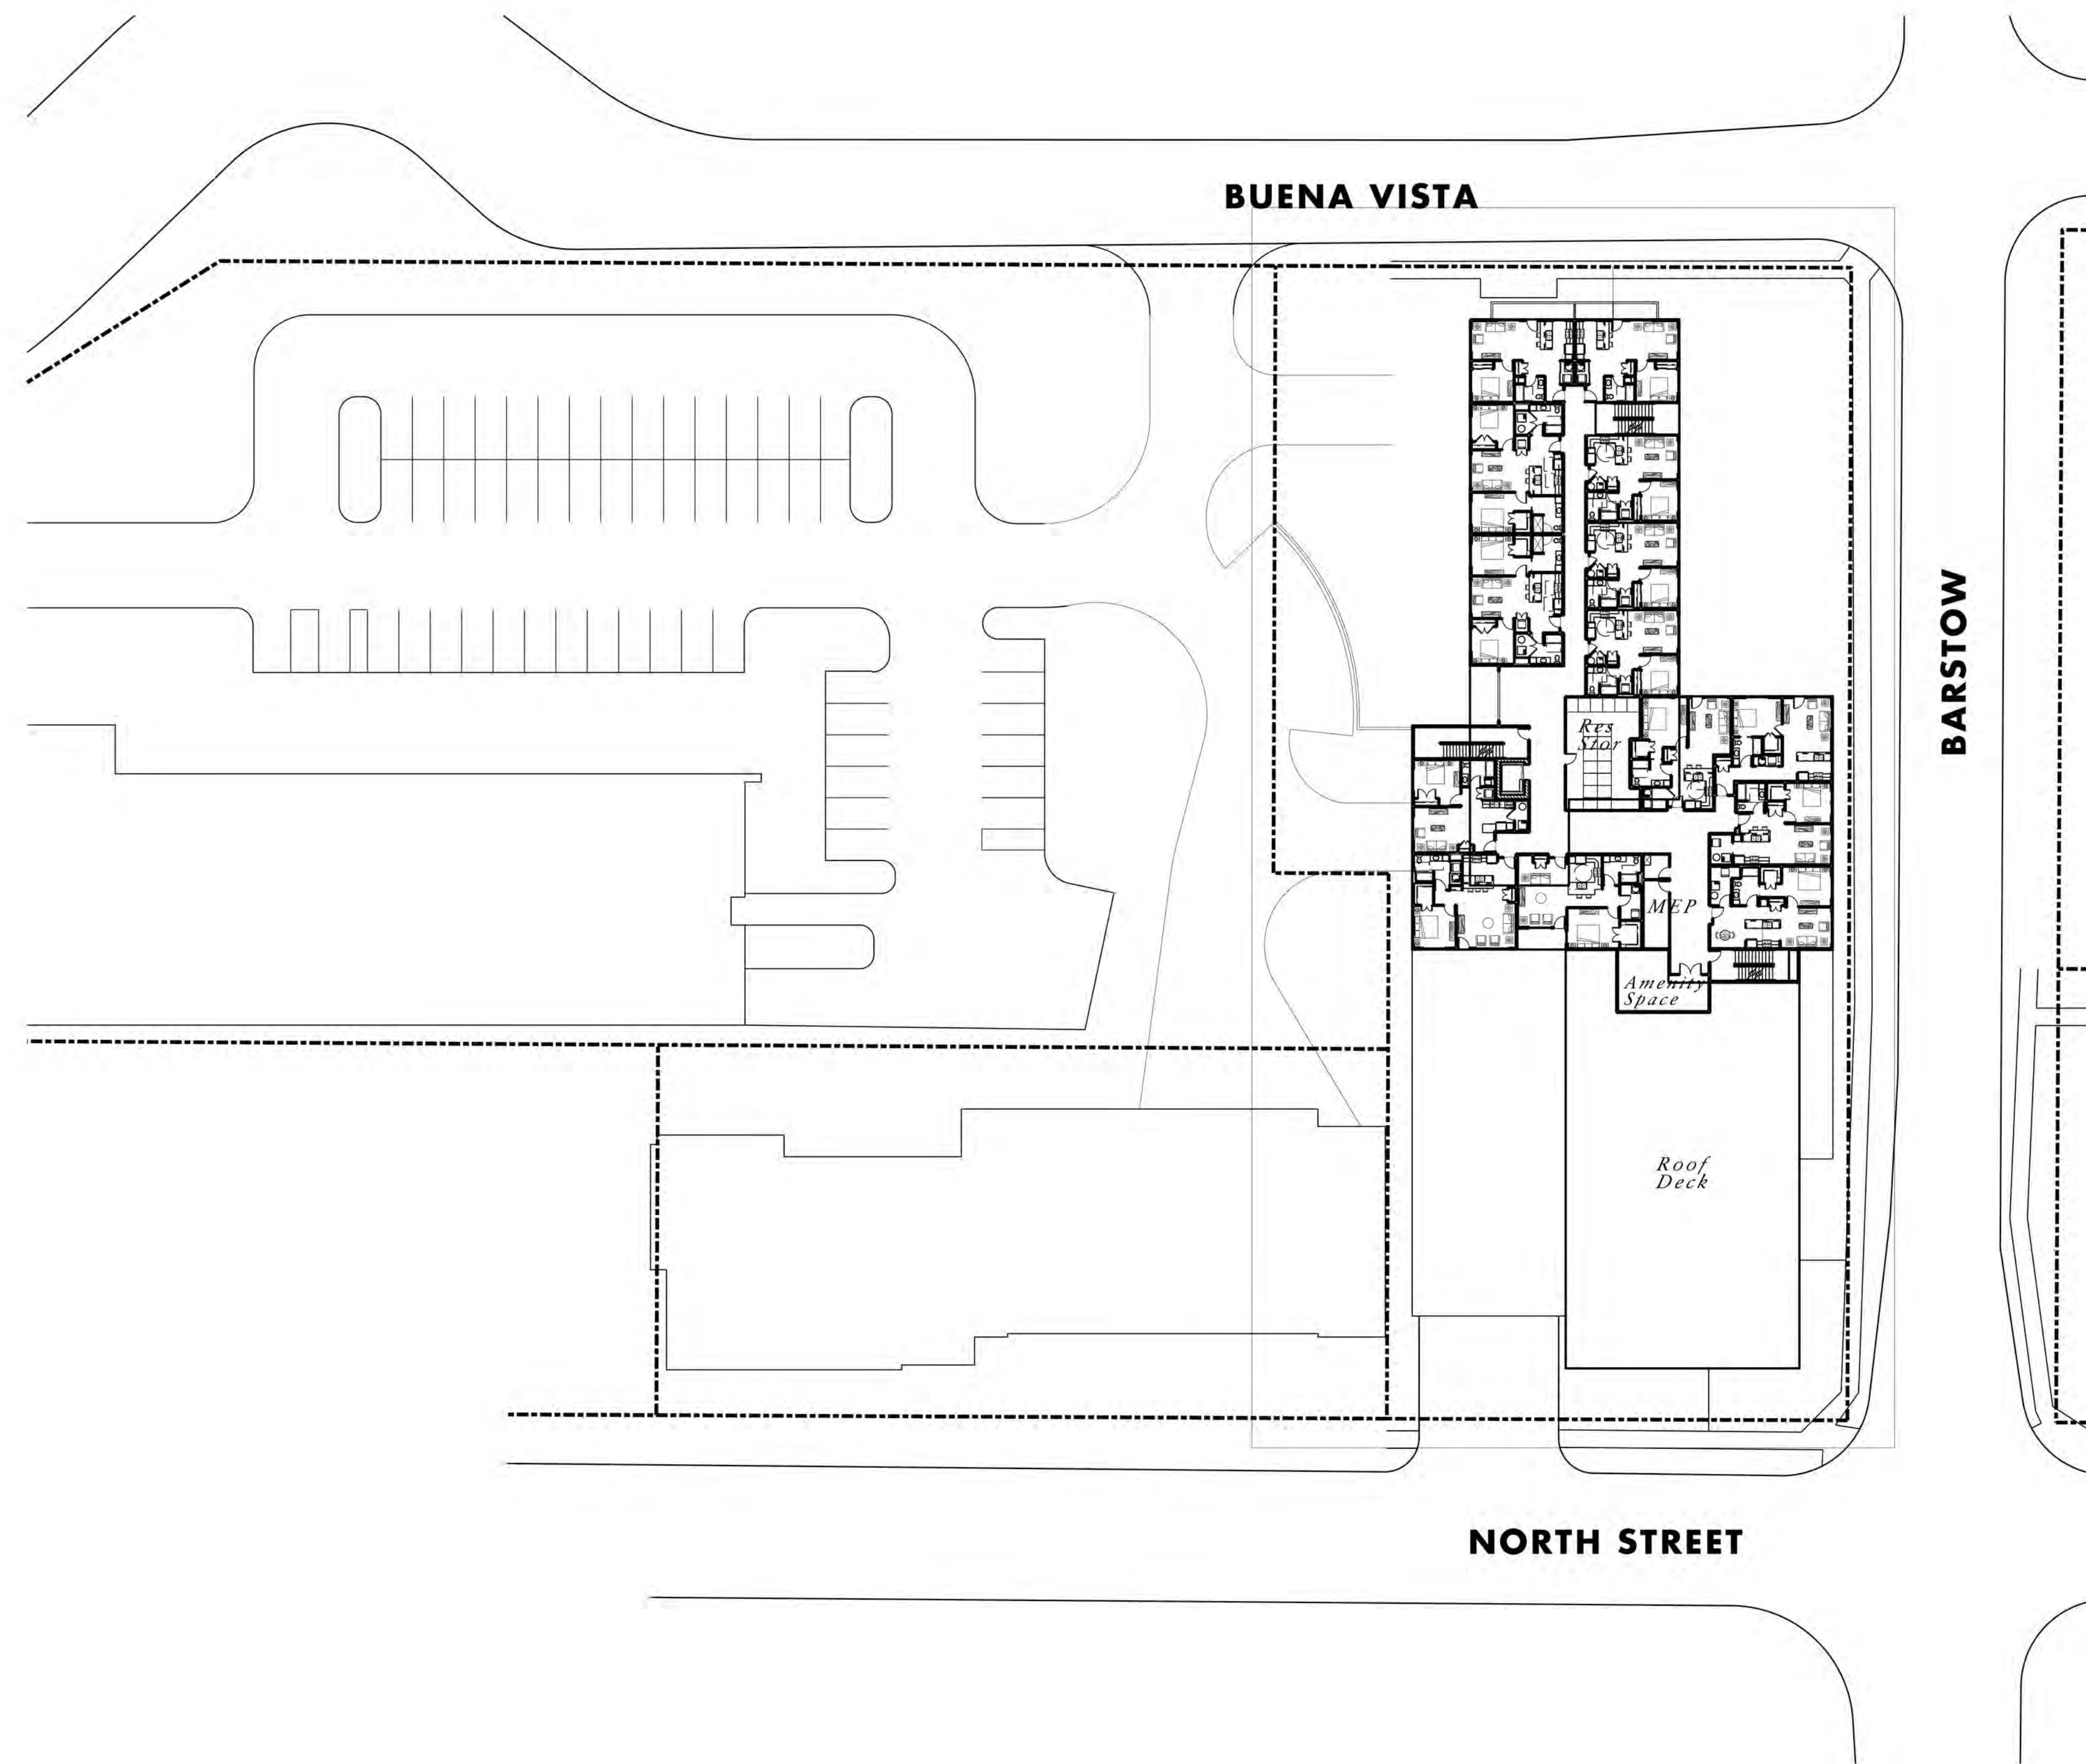 BUENA VISTA
BARSTOW
Res
Stor
MEP
Amenity
Space
Roof
Deck
NORTH STREET